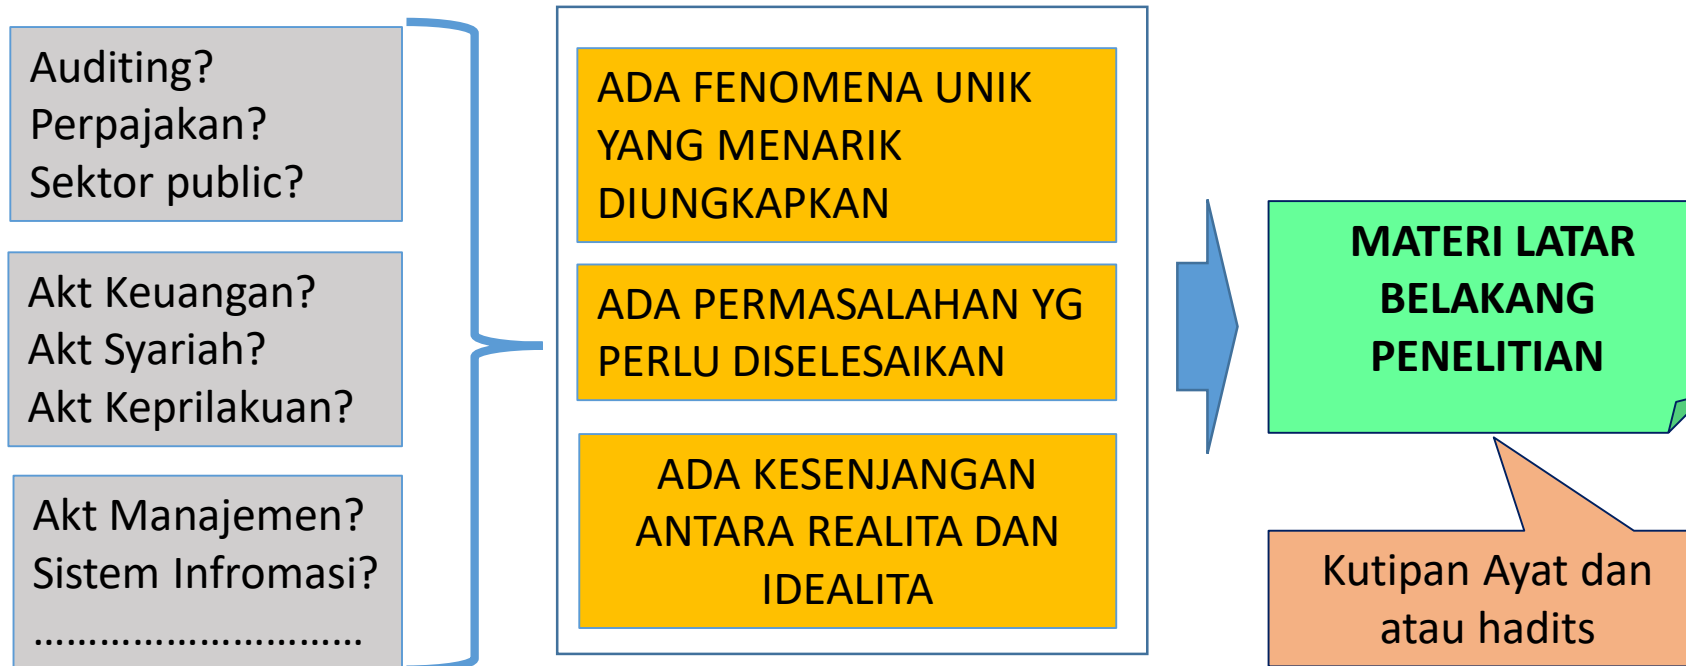 Auditing?
Perpajakan?
Sektor public?
Akt Keuangan?
Akt Syariah?
Akt Keprilakuan?
Akt Manajemen?
Sistem Infromasi?
…………………………
ADA FENOMENA UNIK
YANG MENARIK
DIUNGKAPKAN
ADA PERMASALAHAN YG
PERLU DISELESAIKAN
ADA KESENJANGAN
ANTARA REALITA DAN
IDEALITA
MATERI LATAR
BELAKANG
PENELITIAN
Kutipan Ayat dan
atau hadits